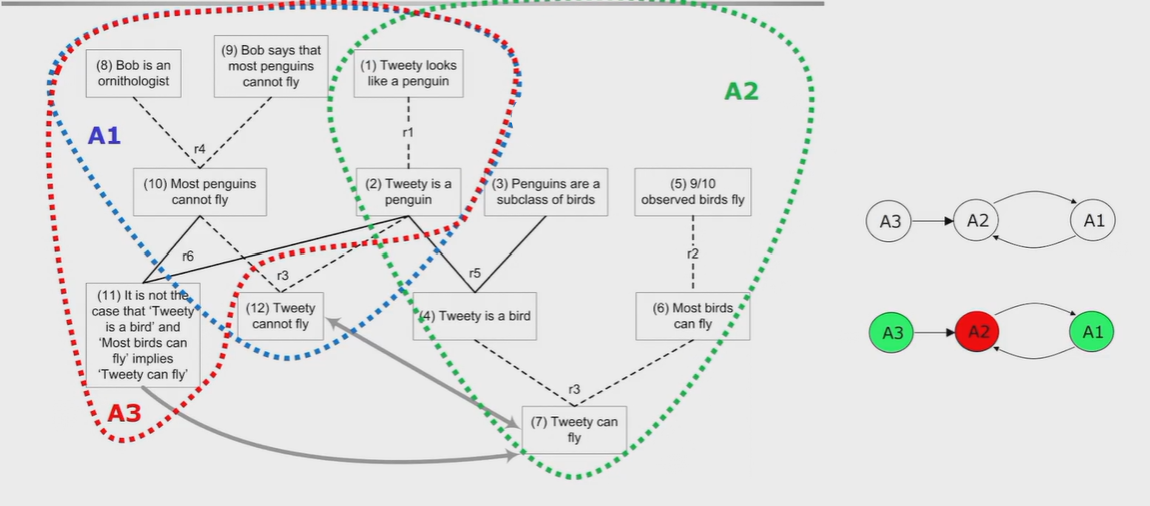 (8) Bob is an
ornithologist
(9) Bob says that
most penguins
cannot fly
(1) Tweety looks
like a penguin
A2
A1
r4
r1
(10) Most penguins
cannot fly
(2) Tweety is a
penguin
(3) Penguins are a
subclass of birds
(5) 9/10
observed birds fly
r6
r3
r5
r2
(11) It is not the
case that 'Tweety
is a bird' and
'Most birds can
fly' implies
'Tweety can fly'
(12) Tweety
cannot fly
(4) Tweety is a bird
(6) Most birds
can fly
r3
A3
(7) Tweety can
fly
A3
A2
A1
A3
A2
A1